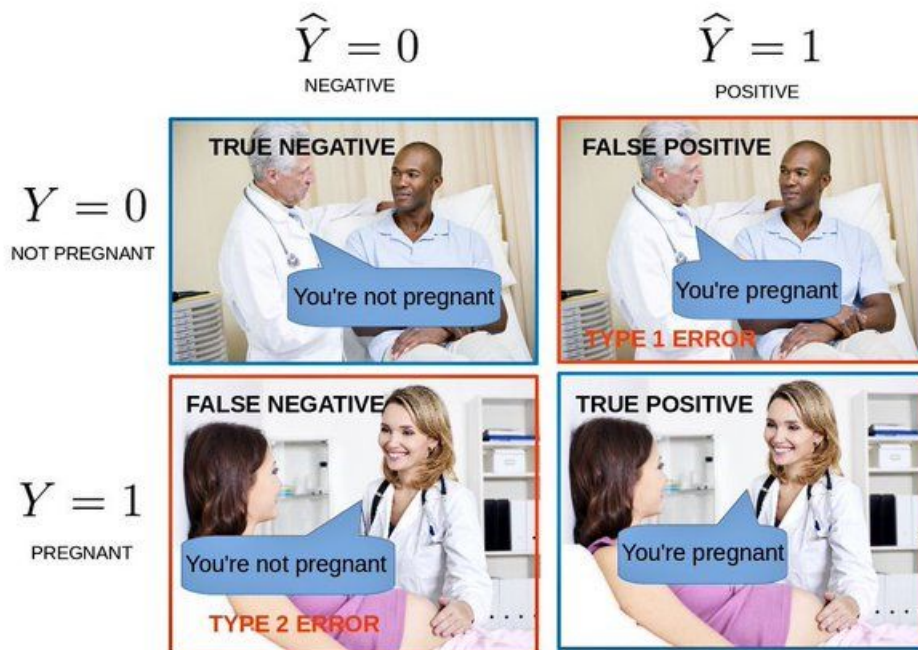 Ŷ = 0
Ŷ = 1
NEGATIVE
POSITIVE
TRUE NEGATIVE
FALSE POSITIVE
Y = 0
NOT PREGNANT
You're not pregnant
You're pregnant
TYPE 1 ERROR
FALSE NEGATIVE
TRUE POSITIVE
Y = 1
PREGNANT
You're not pregnant
You're pregnant
TYPE 2 ERROR